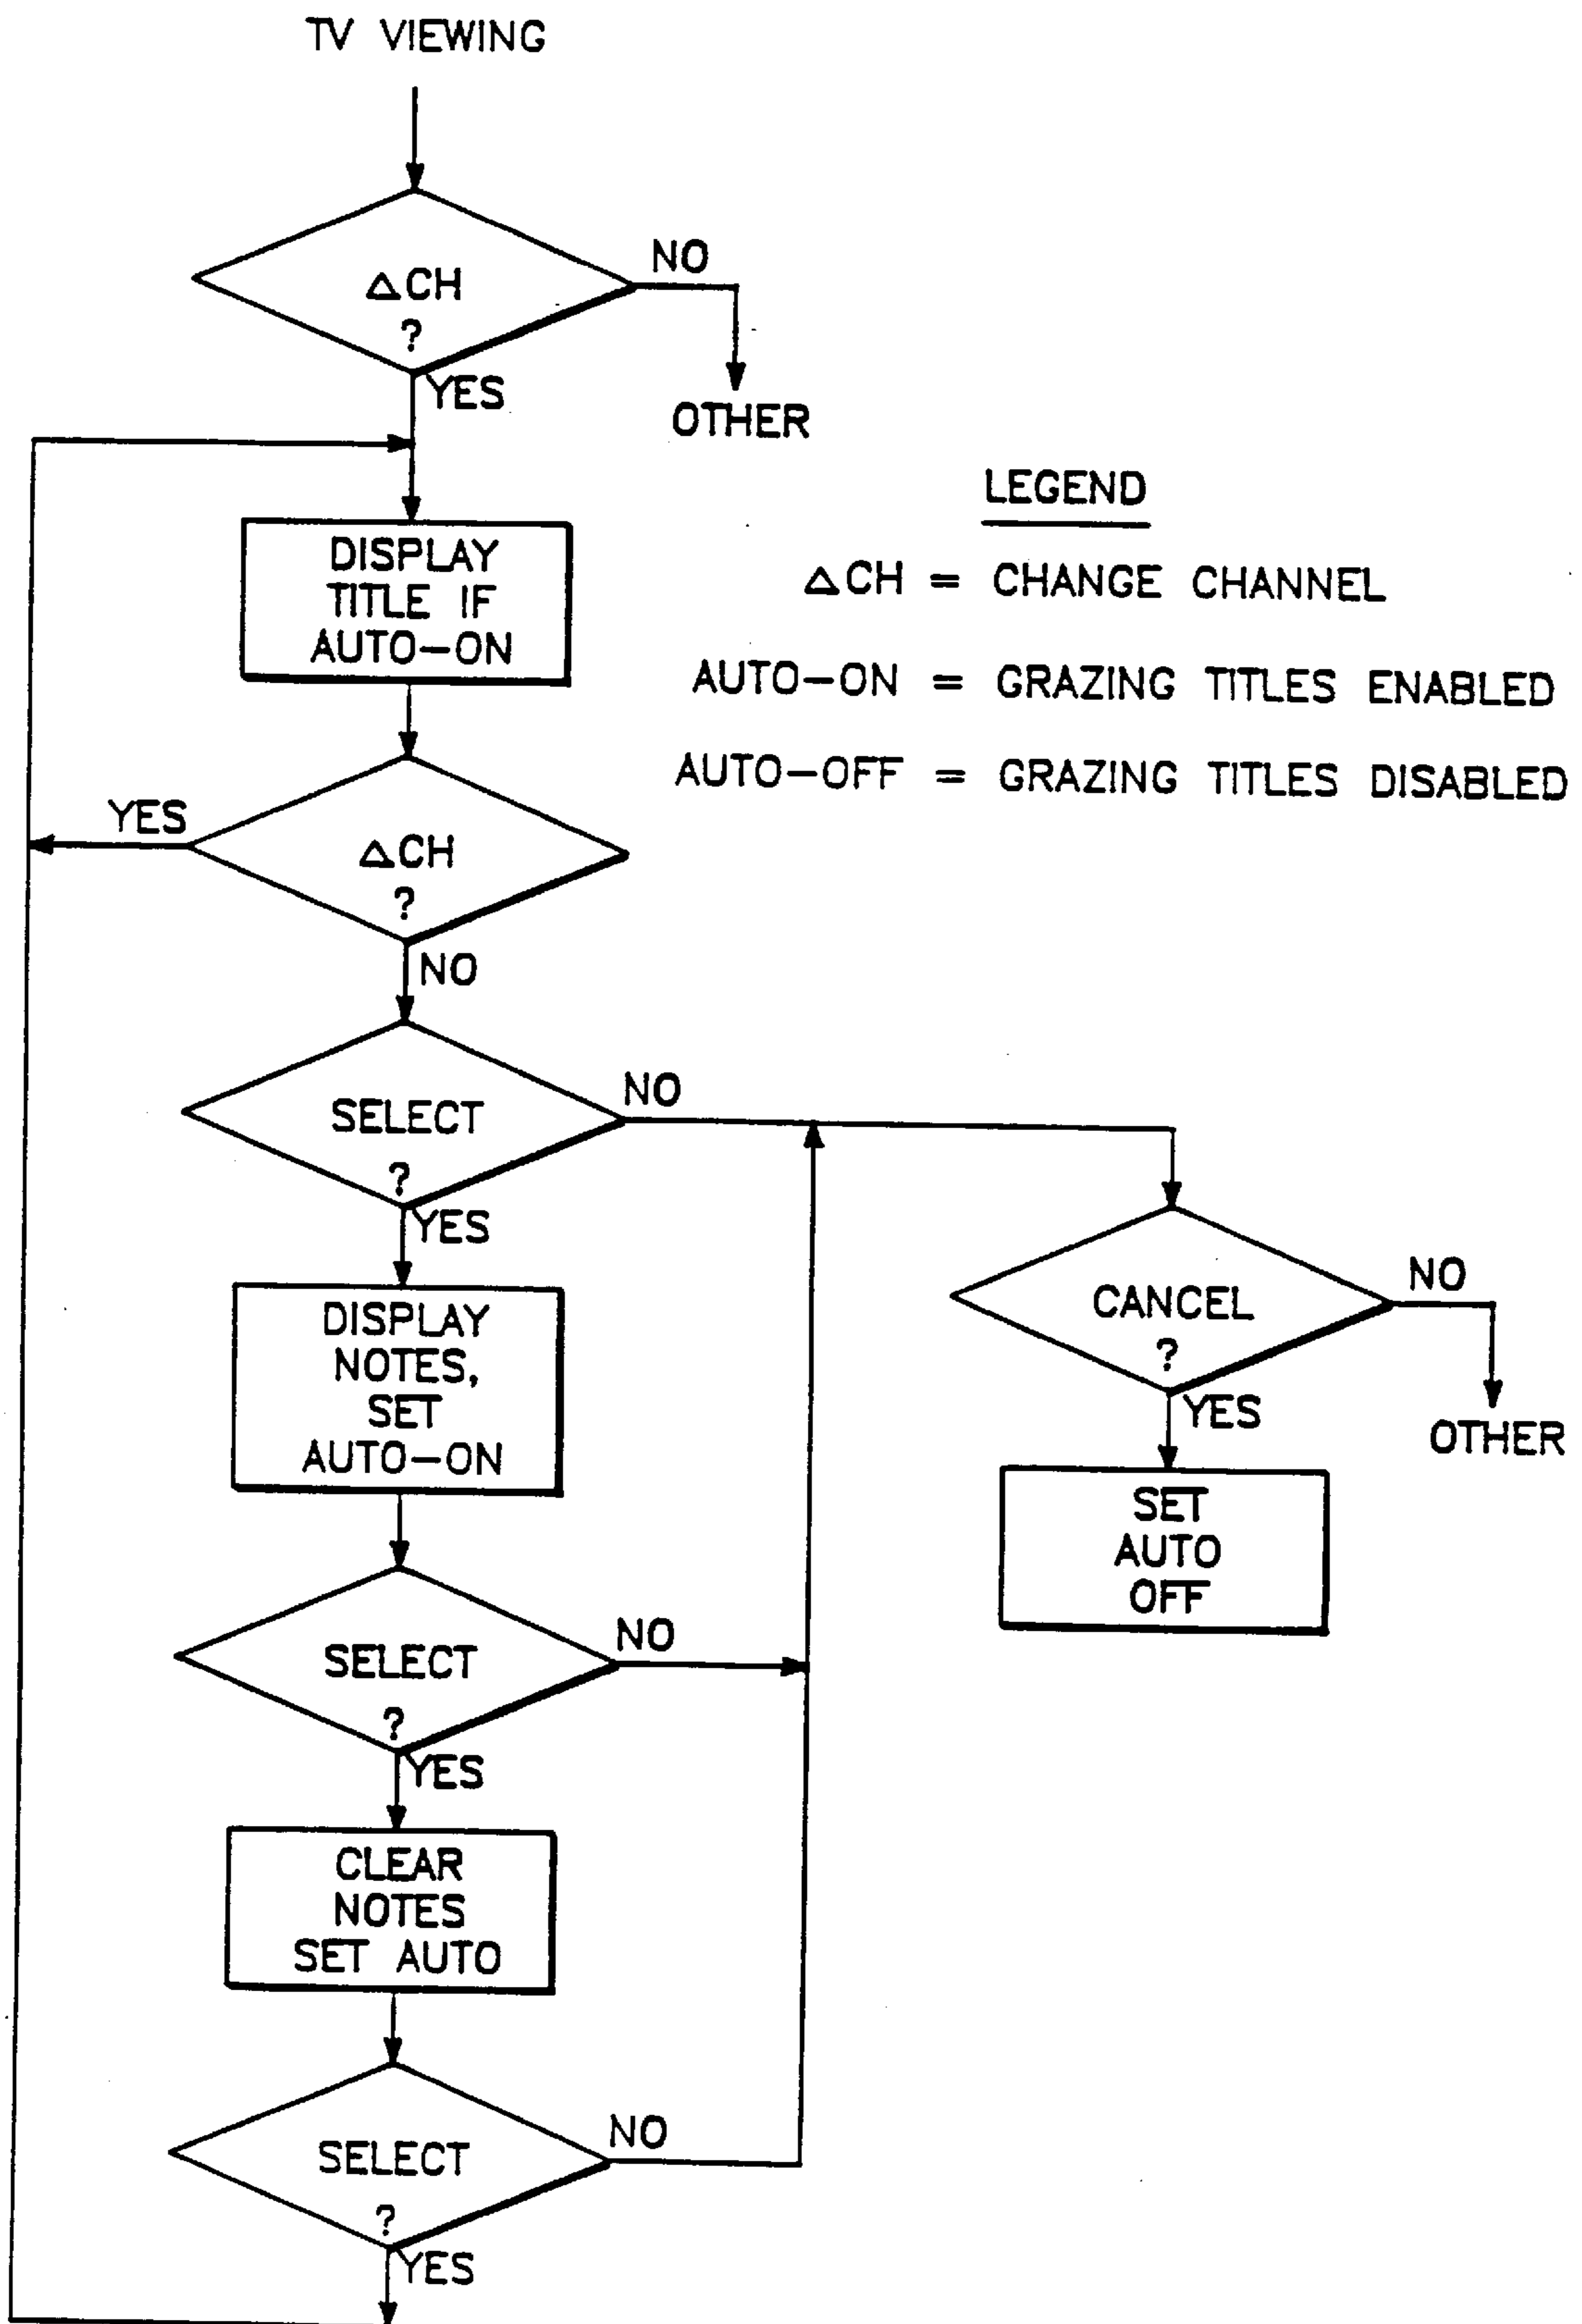 TV VIEWING
ΔCH
?
NO
YES
OTHER
DISPLAY
TITLE IF
AUTO-ON
LEGEND
ΔCH = CHANGE CHANNEL
AUTO-ON = GRAZING TITLES ENABLED
AUTO-OFF = GRAZING TITLES DISABLED
YES
ΔCH
?
NO
SELECT
?
NO
YES
DISPLAY
NOTES,
SET
AUTO-ON
CANCEL
?
NO
YES
OTHER
SET
AUTO
OFF
SELECT
?
NO
YES
CLEAR
NOTES
SET AUTO
SELECT
?
NO
YES